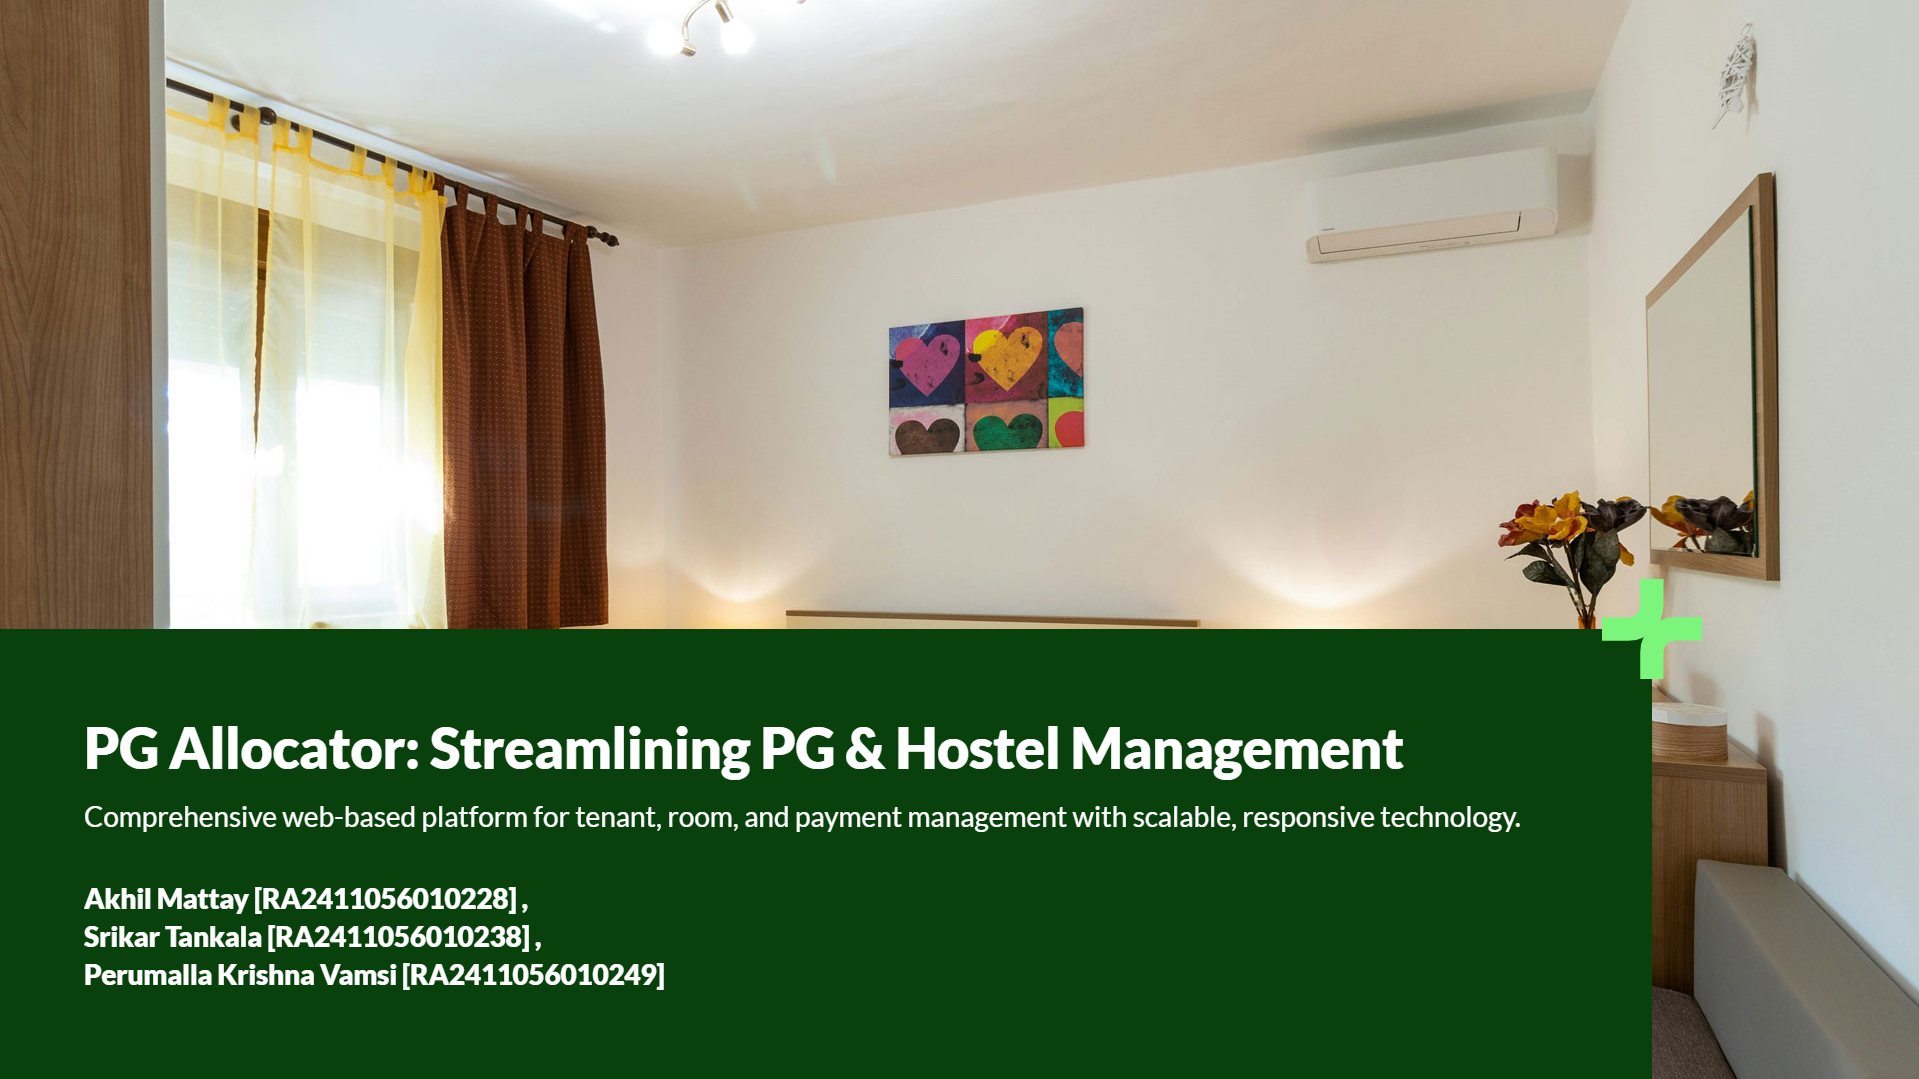 PG Allocator: Streamlining PG & Hostel Management
Comprehensive web-based platform for tenant, room, and payment management with scalable, responsive technology.
Akhil Mattay [RA2411056010228] ,
Srikar Tankala [RA2411056010238] ,
Perumalla Krishna Vamsi [RA2411056010249]